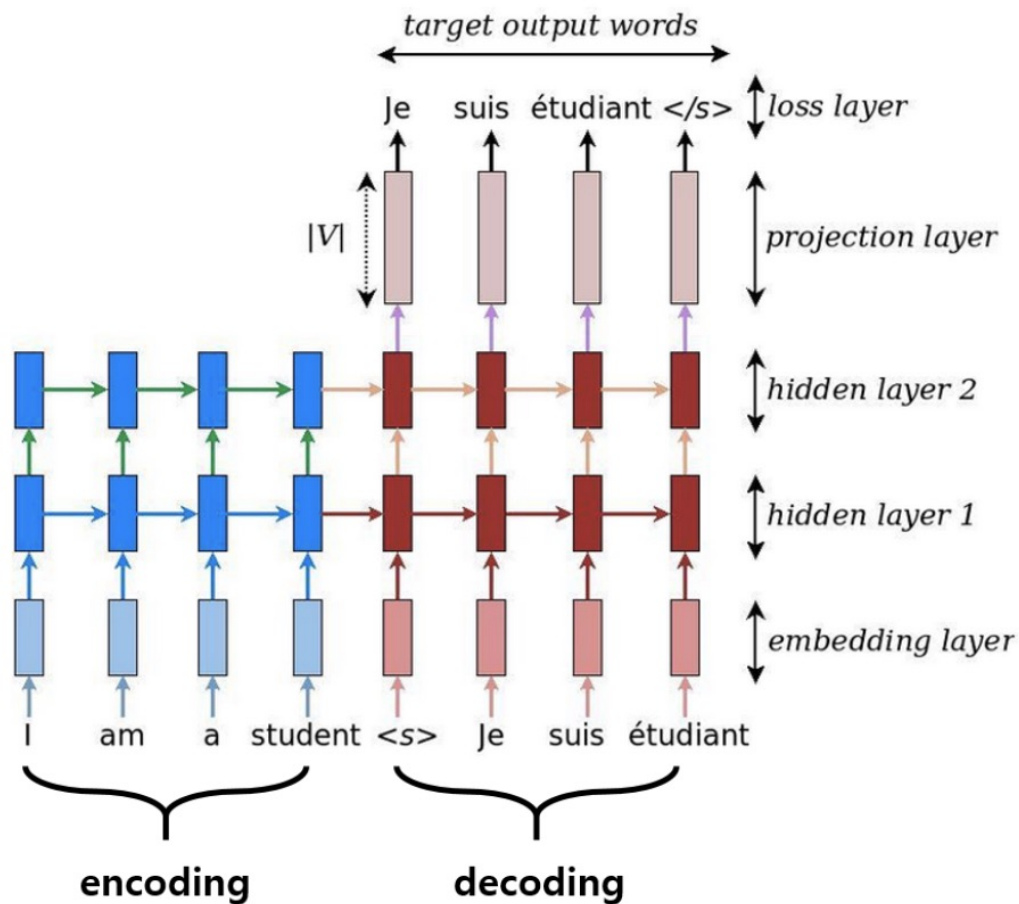 target output words
Je suis étudiant </s>
loss layer
|V|
projection layer
hidden layer 2
hidden layer 1
embedding layer
I am a student <s> Je suis étudiant
encoding decoding